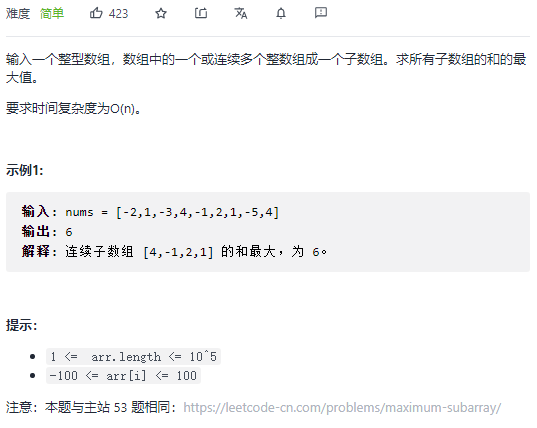 难度 简单 423
输入一个整型数组，数组中的一个或连续多个整数组成一个子数组。求所有子数组的和的最
大值。
要求时间复杂度为O(n)。
示例1:
输入: nums = [-2,1,-3,4,-1,2,1,-5,4]
输出: 6
解释: 连续子数组 [4,-1,2,1] 的和最大，为 6。
提示：
1 <= arr.length <= 10^5
-100 <= arr[i] <= 100
注意：本题与主站 53 题相同：https://leetcode-cn.com/problems/maximum-subarray/